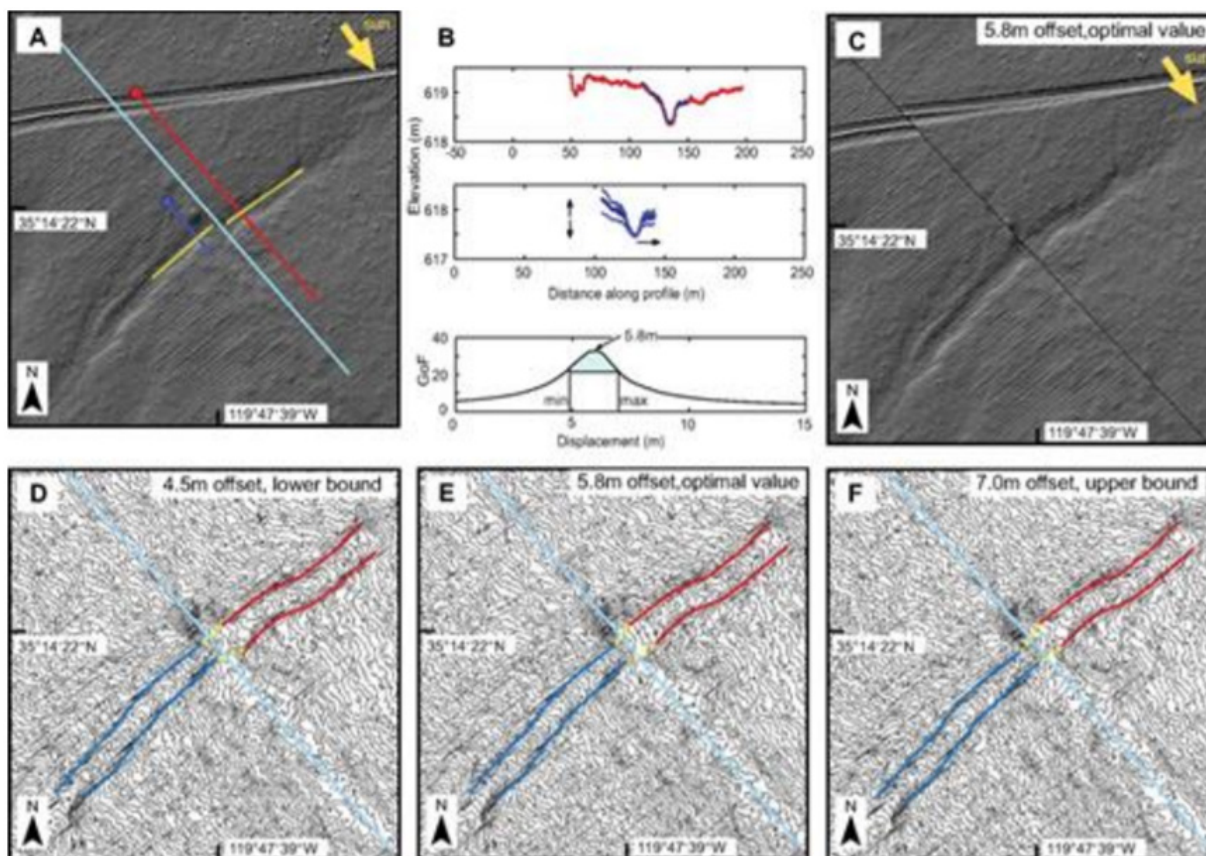 A
sun
35°14'22"N
N
119°47'39"W
B
Elevation (m)
619
618
-50 0 50 100 150 200 250
618
617
0 50 100 150 200 250
Distance along profile (m)
GoF
40
20
0
5.8m
min
max
0 5 10 15
Displacement (m)
C
5.8m offset,optimal value
sun
35°14'22"N
N
119°47'39"W
D
4.5m offset, lower bound
35°14'22"N
N
119°47'39"W
E
5.8m offset,optimal value
35°14'22"N
N
119°47'39"W
F
7.0m offset, upper bound
35°14'22"N
N
119°47'39"W